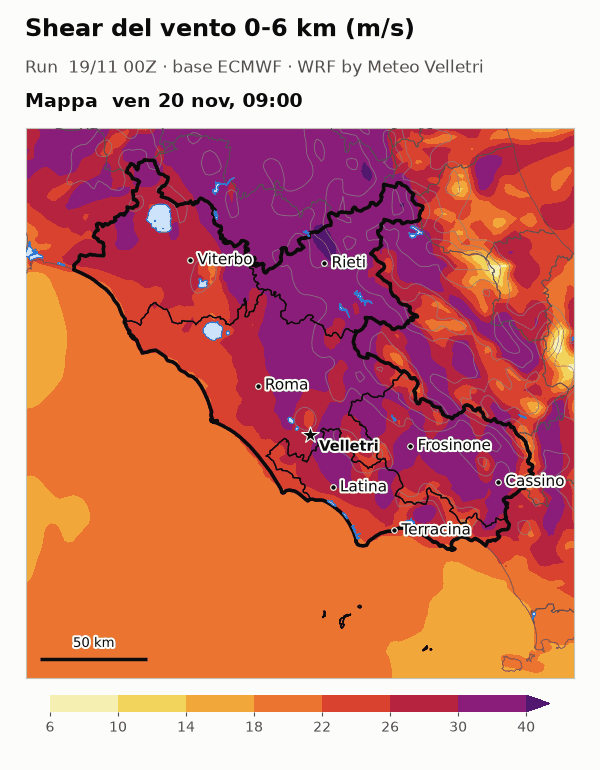 Shear del vento 0-6 km (m/s)
Run  19/11 00Z · base ECMWF · WRF by Meteo Velletri
Mappa  ven 20 nov, 09:00
Viterbo
Rieti
Roma
Velletri
Frosinone
Cassino
Latina
Terracina
50 km
6 10 14 18 22 26 30 40